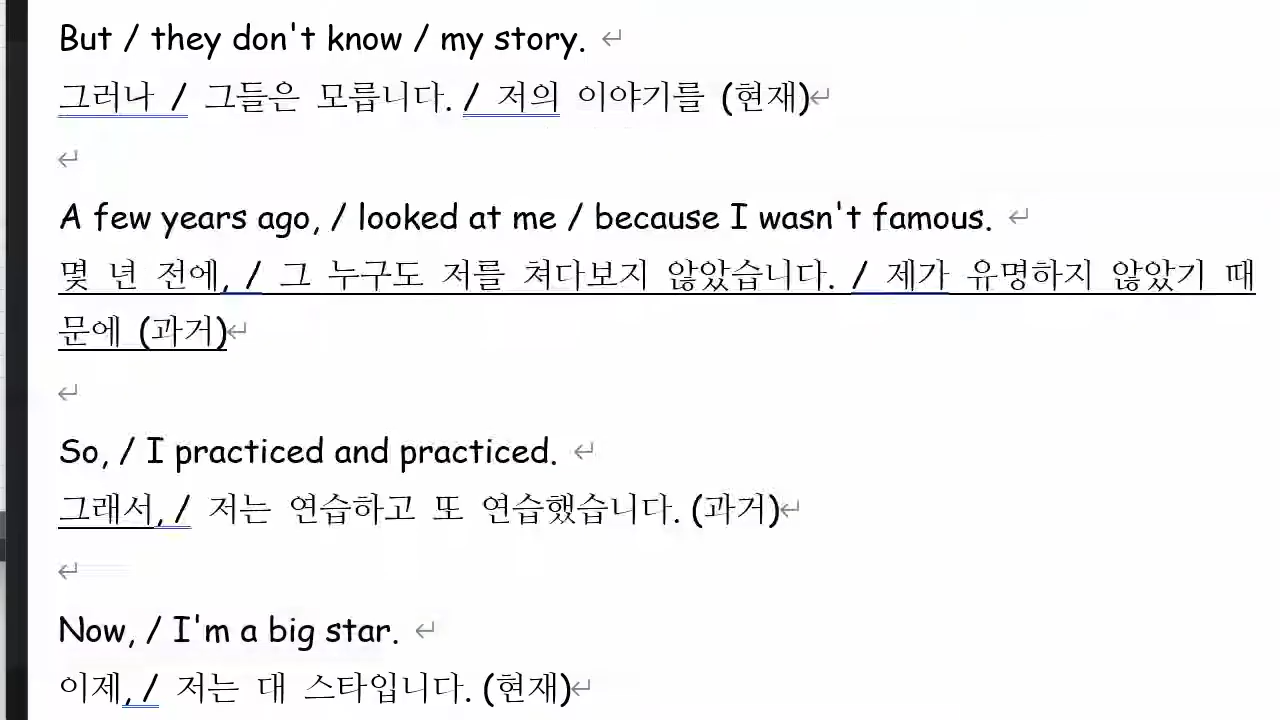 But / they don't know / my story. ↵
그러나 / 그들은 모릅니다. / 저의 이야기를 (현재)↵
↵
A few years ago, / looked at me / because I wasn't famous. ↵
몇 년 전에, / 그 누구도 저를 쳐다보지 않았습니다. / 제가 유명하지 않았기 때
문에 (과거)↵
↵
So, / I practiced and practiced. ↵
그래서, / 저는 연습하고 또 연습했습니다. (과거)↵
↵
Now, / I'm a big star. ↵
이제, / 저는 대 스타입니다. (현재)↵